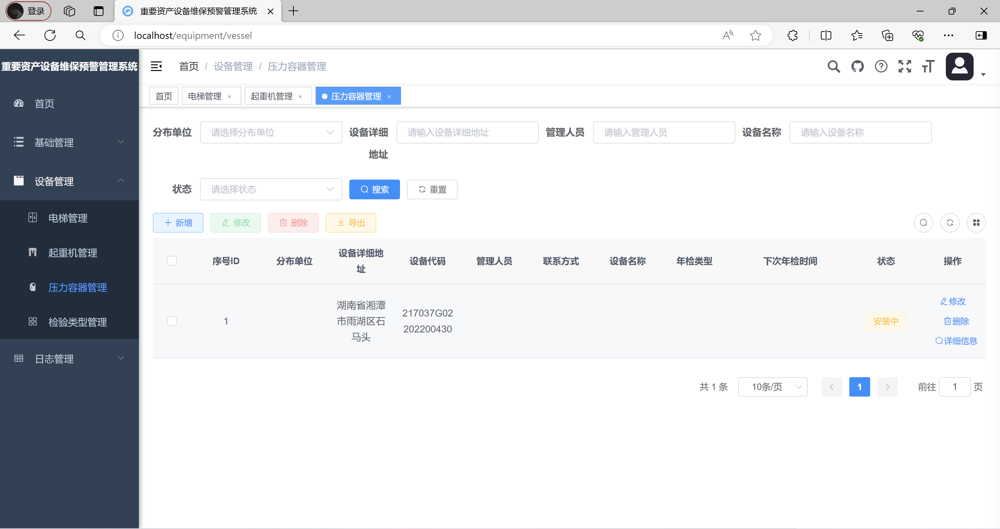 登录
重要资产设备维保预警管理系统
localhost/equipment/vessel
重要资产设备维保预警管理系统
首页 / 设备管理 / 压力容器管理
首页
电梯管理 ×
起重机管理 ×
压力容器管理 ×
首页
基础管理
设备管理
电梯管理
起重机管理
压力容器管理
检验类型管理
日志管理
分布单位 请选择分布单位
设备详细
地址
请输入设备详细地址
管理人员 请输入管理人员
设备名称 请输入设备名称
状态 请选择状态
搜索
重置
新增
修改
删除
导出
序号ID
分布单位
设备详细地
址
设备代码
管理人员
联系方式
设备名称
年检类型
下次年检时间
状态
操作
1
湖南省湘潭
市雨湖区石
马头
217037G02
202200430
安装中
修改
删除
详细信息
共 1 条
10条/页
1
前往 1 页